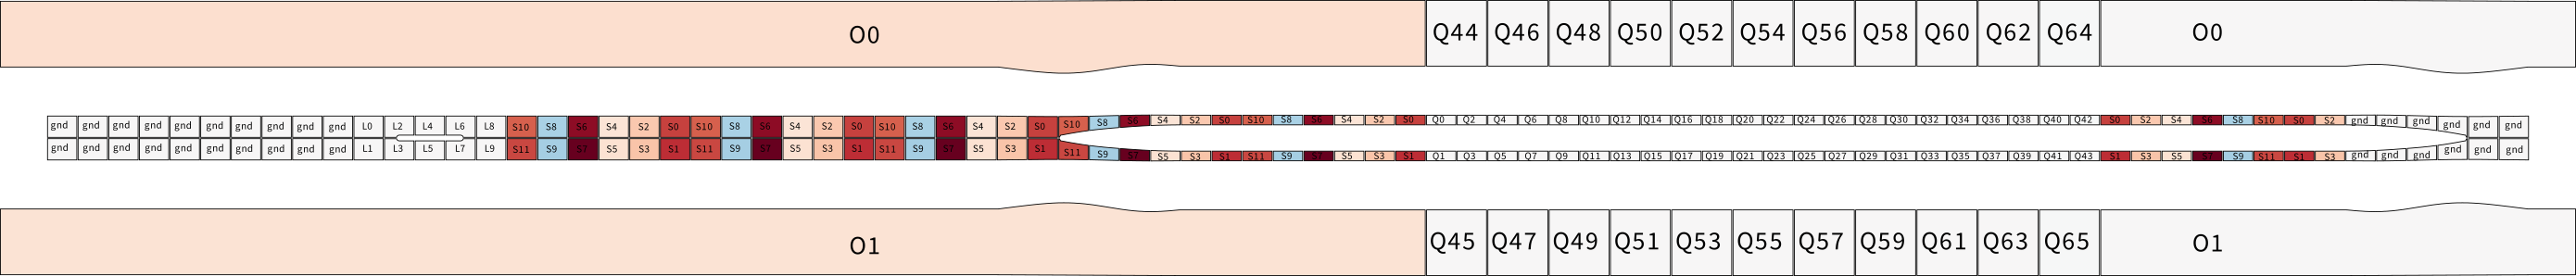 O0 Q44 Q46 Q48 Q50 Q52 Q54 Q56 Q58 Q60 Q62 Q64 O0
gnd gnd gnd gnd gnd gnd gnd gnd gnd gnd L0 L2 L4 L6 L8 S10 S8 S6 S4 S2 S0 S10 S8 S6 S4 S2 S0 S10 S8 S6 S4 S2 S0 S10 S8 S6 S4 S2 S0 S10 S8 S6 S4 S2 S0 Q0 Q2 Q4 Q6 Q8 Q10 Q12 Q14 Q16 Q18 Q20 Q22 Q24 Q26 Q28 Q30 Q32 Q34 Q36 Q38 Q40 Q42 S0 S2 S4 S6 S8 S10 S0 S2 gnd gnd gnd gnd gnd gnd
gnd gnd gnd gnd gnd gnd gnd gnd gnd gnd L1 L3 L5 L7 L9 S11 S9 S7 S5 S3 S1 S11 S9 S7 S5 S3 S1 S11 S9 S7 S5 S3 S1 S11 S9 S7 S5 S3 S1 S11 S9 S7 S5 S3 S1 Q1 Q3 Q5 Q7 Q9 Q11 Q13 Q15 Q17 Q19 Q21 Q23 Q25 Q27 Q29 Q31 Q33 Q35 Q37 Q39 Q41 Q43 S1 S3 S5 S7 S9 S11 S1 S3 gnd gnd gnd gnd gnd gnd
O1 Q45 Q47 Q49 Q51 Q53 Q55 Q57 Q59 Q61 Q63 Q65 O1